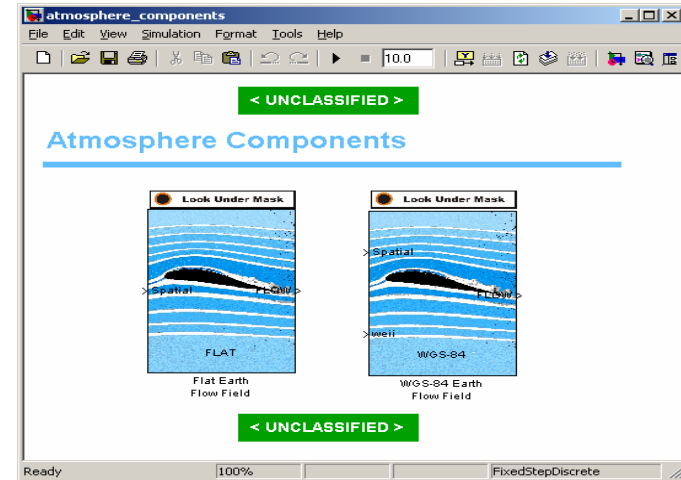 atmosphere_components
File Edit View Simulation Format Tools Help
10.0
< UNCLASSIFIED >
Atmosphere Components
Look Under Mask
Spatial
FLOW
FLAT
Flat Earth
Flow Field
Look Under Mask
Spatial
FLOW
weii
WGS-84
WGS-84 Earth
Flow Field
< UNCLASSIFIED >
Ready 100% FixedStepDiscrete